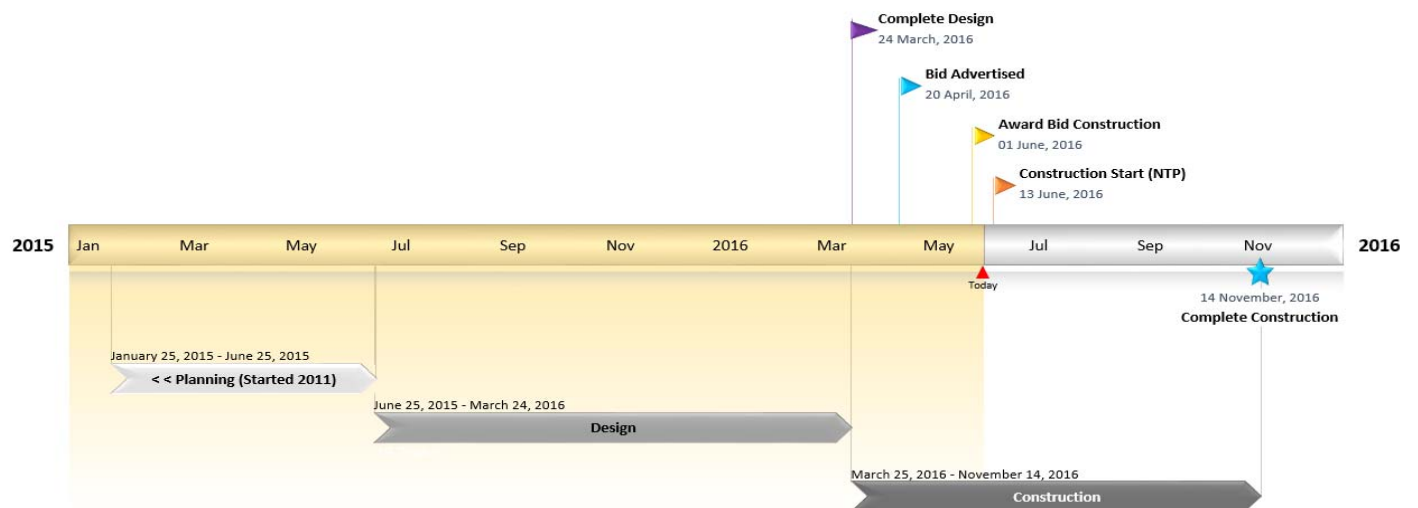 Complete Design
24 March, 2016
Bid Advertised
20 April, 2016
Award Bid Construction
01 June, 2016
Construction Start (NTP)
13 June, 2016
2015 Jan Mar May Jul Sep Nov 2016 Mar May Jul Sep Nov 2016
Today
14 November, 2016
Complete Construction
January 25, 2015 - June 25, 2015
< < Planning (Started 2011)
June 25, 2015 - March 24, 2016
Design
March 25, 2016 - November 14, 2016
Construction